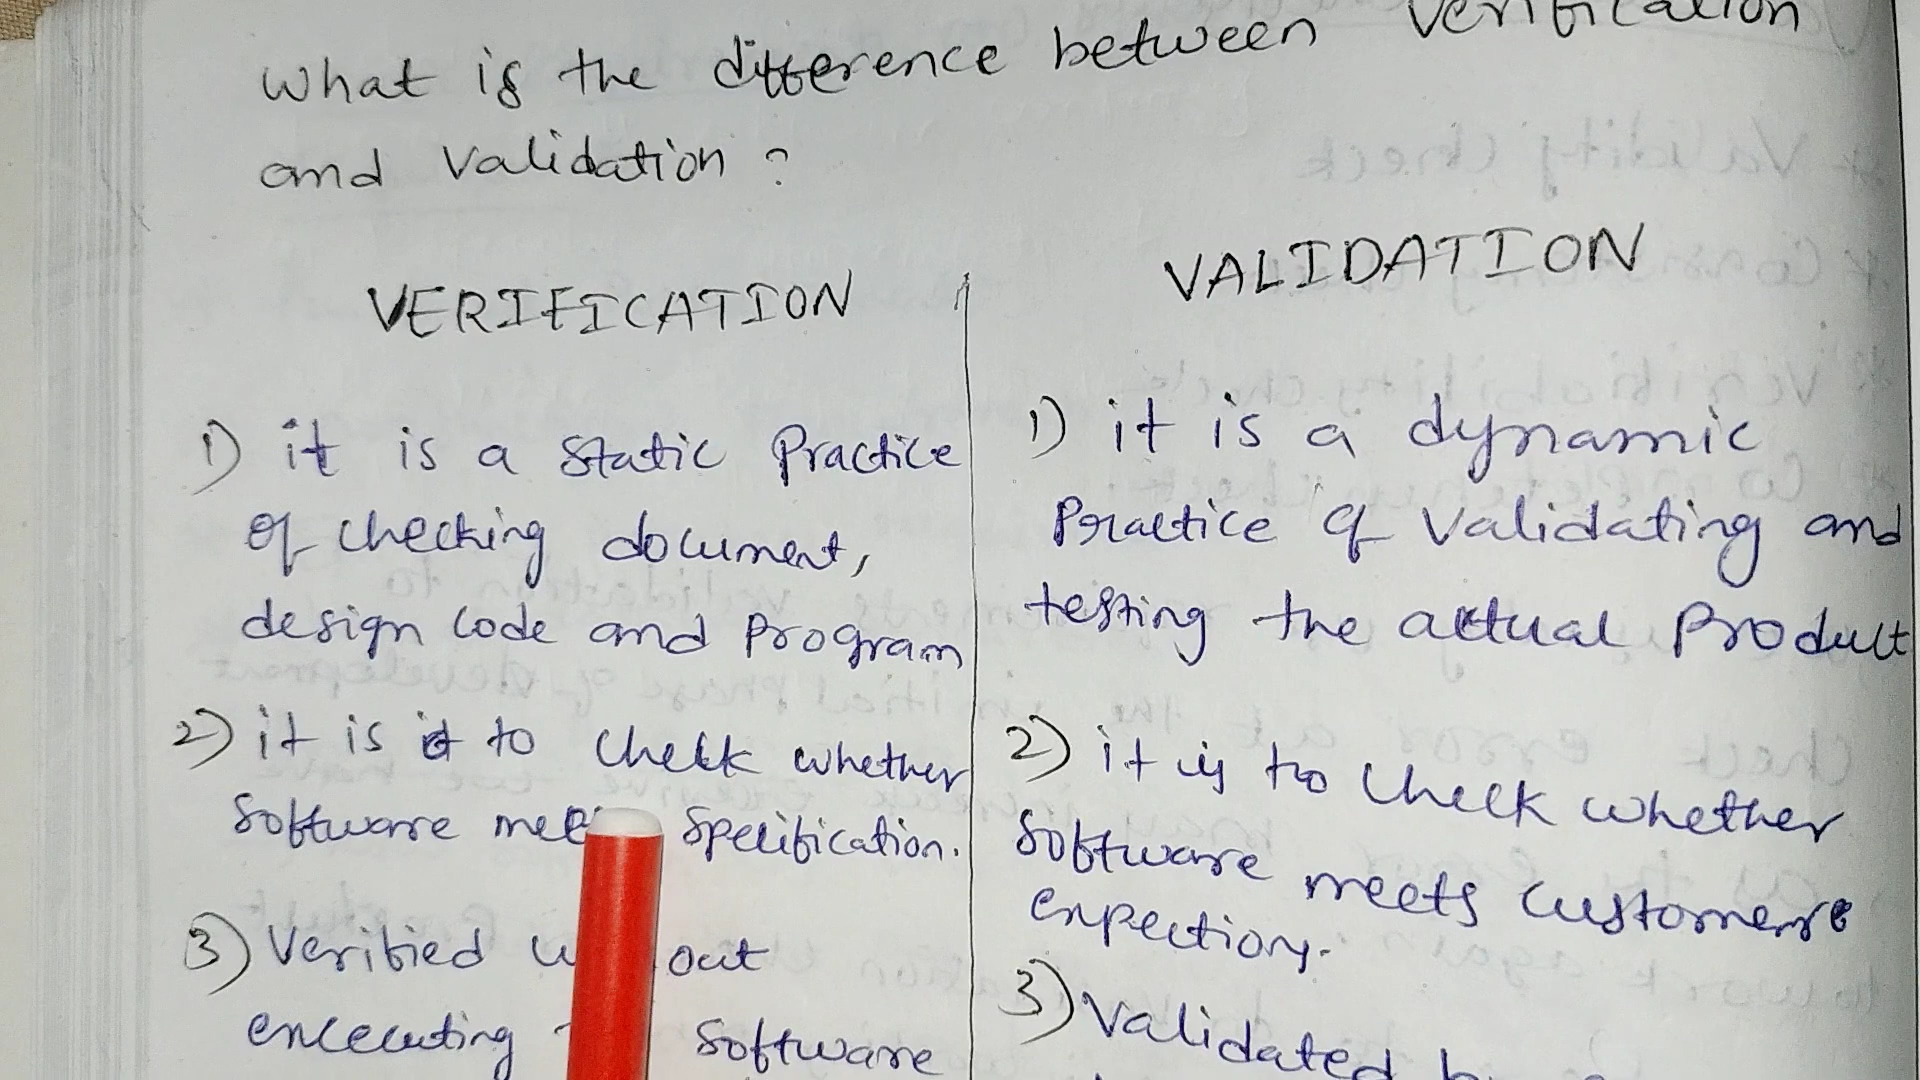 What is the difference between Verification
and Validation ?
VERIFICATION
1) it is a static Practice
of checking document,
design code and Program
2) it is to check whether
Software Specification.
3) Verified out
encecuting Software
VALIDATION
1) it is a dynamic
Practice of Validating and
testing the actual Product
2) it is to check whether
software meets customers
enpection.
3) Validated